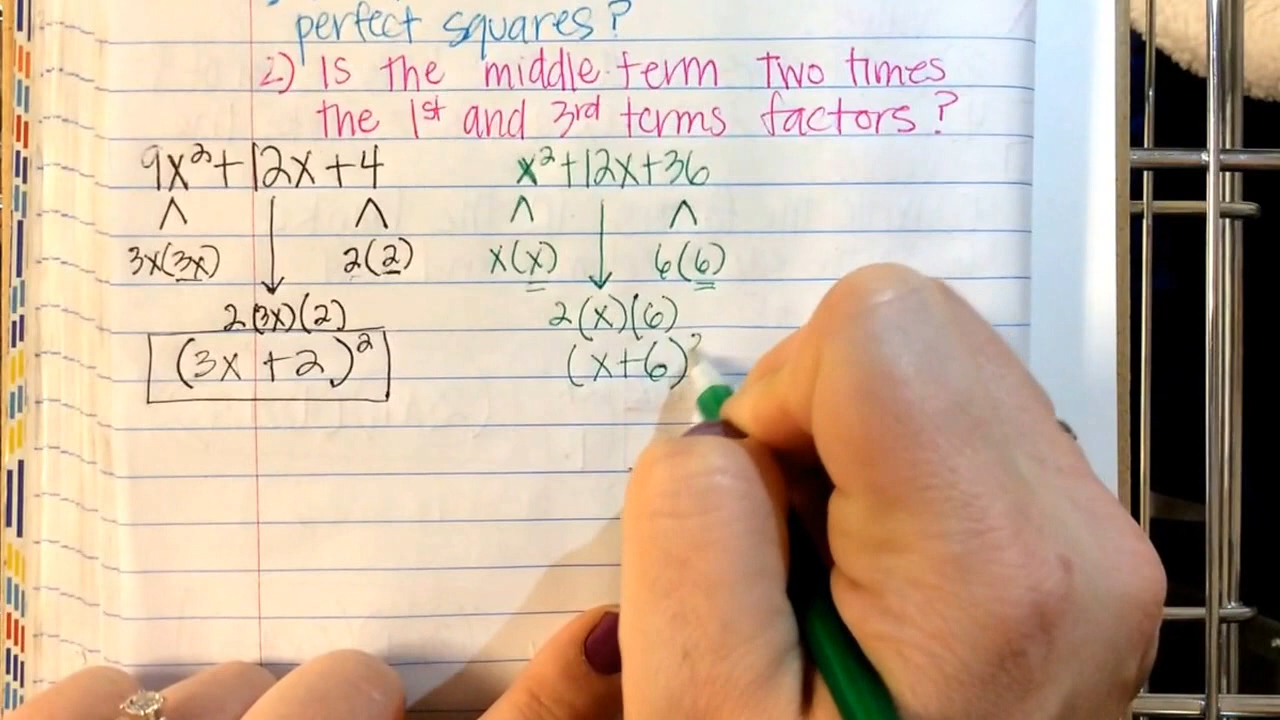 perfect squares?
2) Is the middle term two times
the 1st and 3rd terms factors?
9x²+12x+4
3x(3x) 2(2)
2(3x)(2)
(3x+2)²
x²+12x+36
x(x) 6(6)
2(x)(6)
(x+6)²